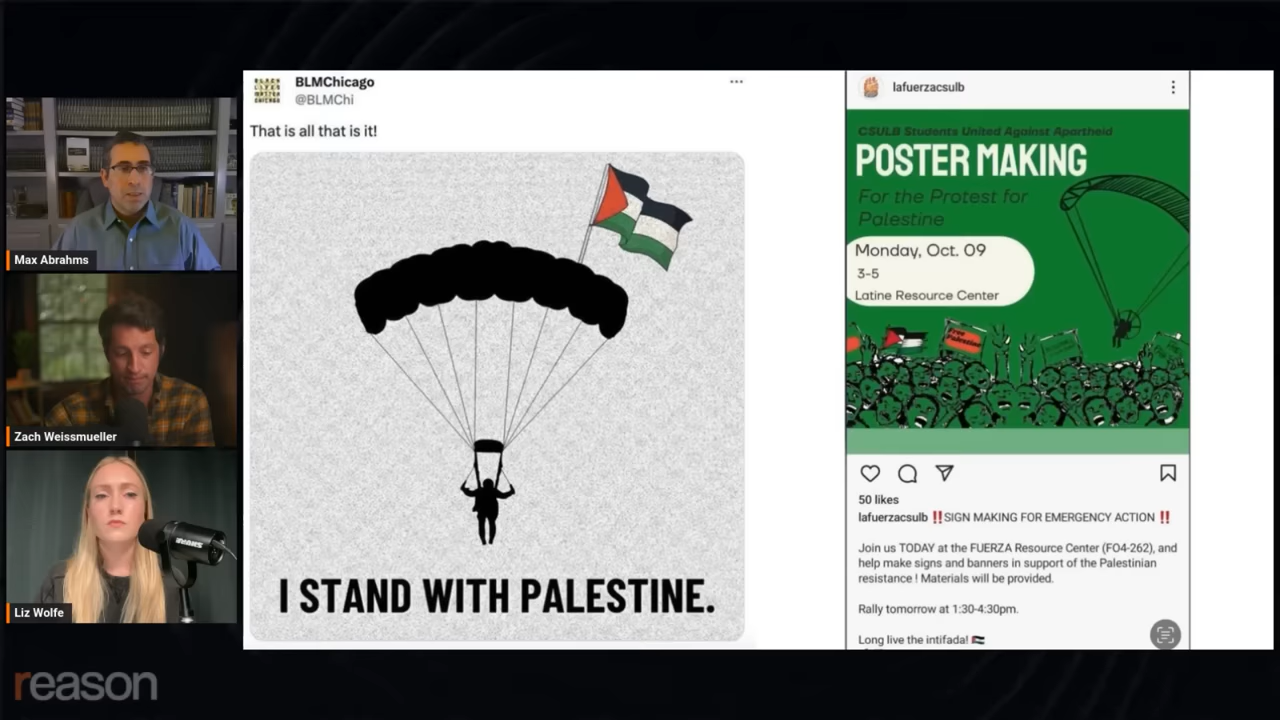 Max Abrahms
Zach Weissmueller
Liz Wolfe
reason
BLMChicago
@BLMChi
That is all that is it!
I STAND WITH PALESTINE.
lafuerzacsulb
CSULB Students United Against Apartheid
POSTER MAKING
For the Protest for
Palestine
Monday, Oct. 09
3-5
Latine Resource Center
Free
Palestine
50 likes
lafuerzacsulb ‼️SIGN MAKING FOR EMERGENCY ACTION ‼️
Join us TODAY at the FUERZA Resource Center (FO4-262), and
help make signs and banners in support of the Palestinian
resistance ! Materials will be provided.
Rally tomorrow at 1:30-4:30pm.
Long live the intifada! 🇵🇸